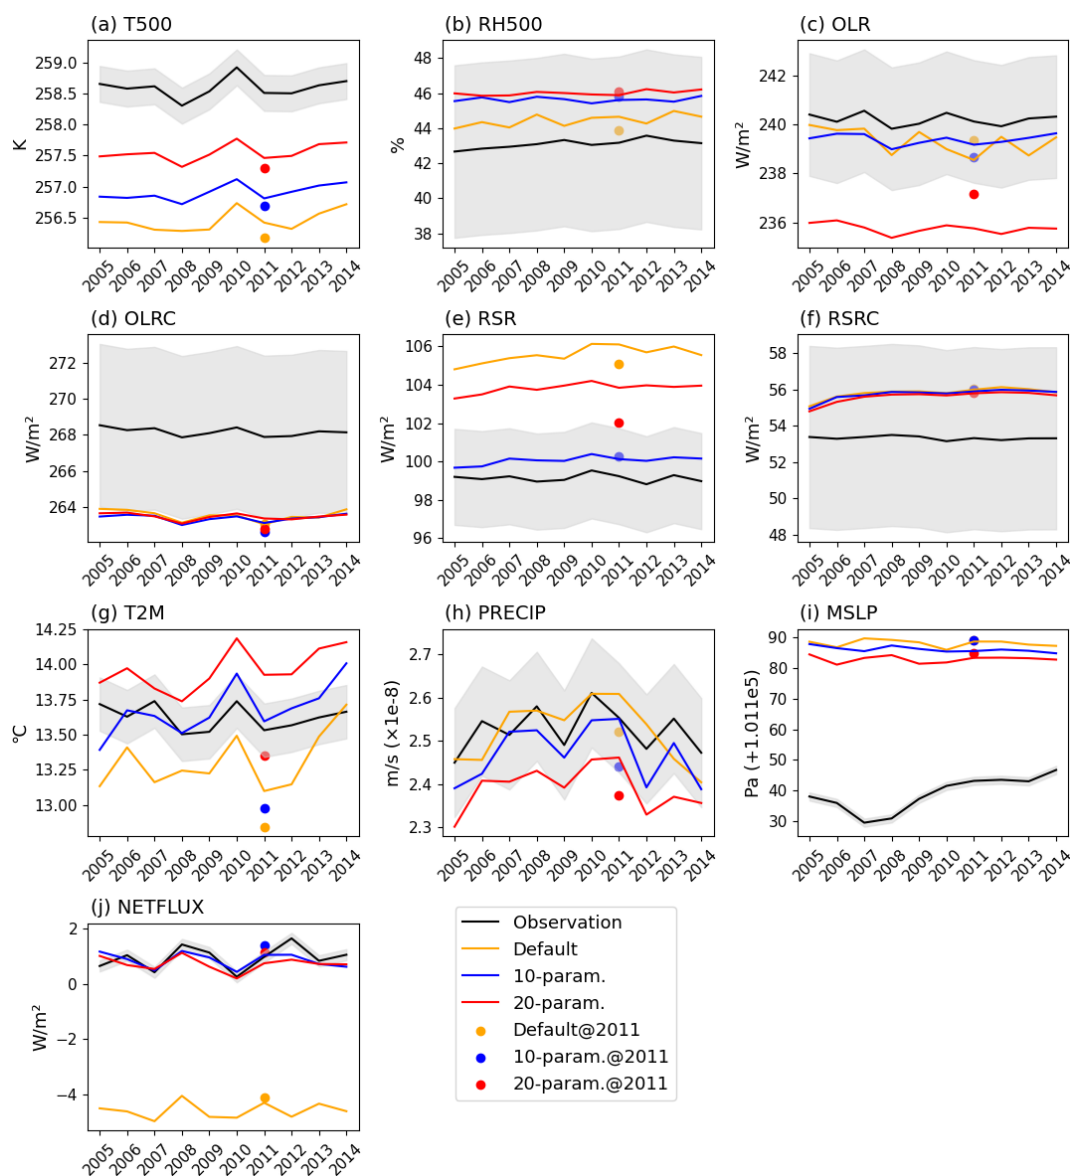 (a) T500
(b) RH500
(c) OLR
K
259.0
258.5
258.0
257.5
257.0
256.5
2005 2006 2007 2008 2009 2010 2011 2012 2013 2014
%
48
46
44
42
40
38
2005 2006 2007 2008 2009 2010 2011 2012 2013 2014
W/m²
242
240
238
236
2005 2006 2007 2008 2009 2010 2011 2012 2013 2014
(d) OLRC
(e) RSR
(f) RSRC
W/m²
272
270
268
266
264
2005 2006 2007 2008 2009 2010 2011 2012 2013 2014
W/m²
106
104
102
100
98
96
2005 2006 2007 2008 2009 2010 2011 2012 2013 2014
W/m²
58
56
54
52
50
48
2005 2006 2007 2008 2009 2010 2011 2012 2013 2014
(g) T2M
(h) PRECIP
(i) MSLP
℃
14.25
14.00
13.75
13.50
13.25
13.00
2005 2006 2007 2008 2009 2010 2011 2012 2013 2014
m/s (×1e-8)
2.7
2.6
2.5
2.4
2.3
2005 2006 2007 2008 2009 2010 2011 2012 2013 2014
Pa (+1.011e5)
90
80
70
60
50
40
30
2005 2006 2007 2008 2009 2010 2011 2012 2013 2014
(j) NETFLUX
W/m²
2
0
−2
−4
2005 2006 2007 2008 2009 2010 2011 2012 2013 2014
Observation
Default
10-param.
20-param.
Default@2011
10-param.@2011
20-param.@2011